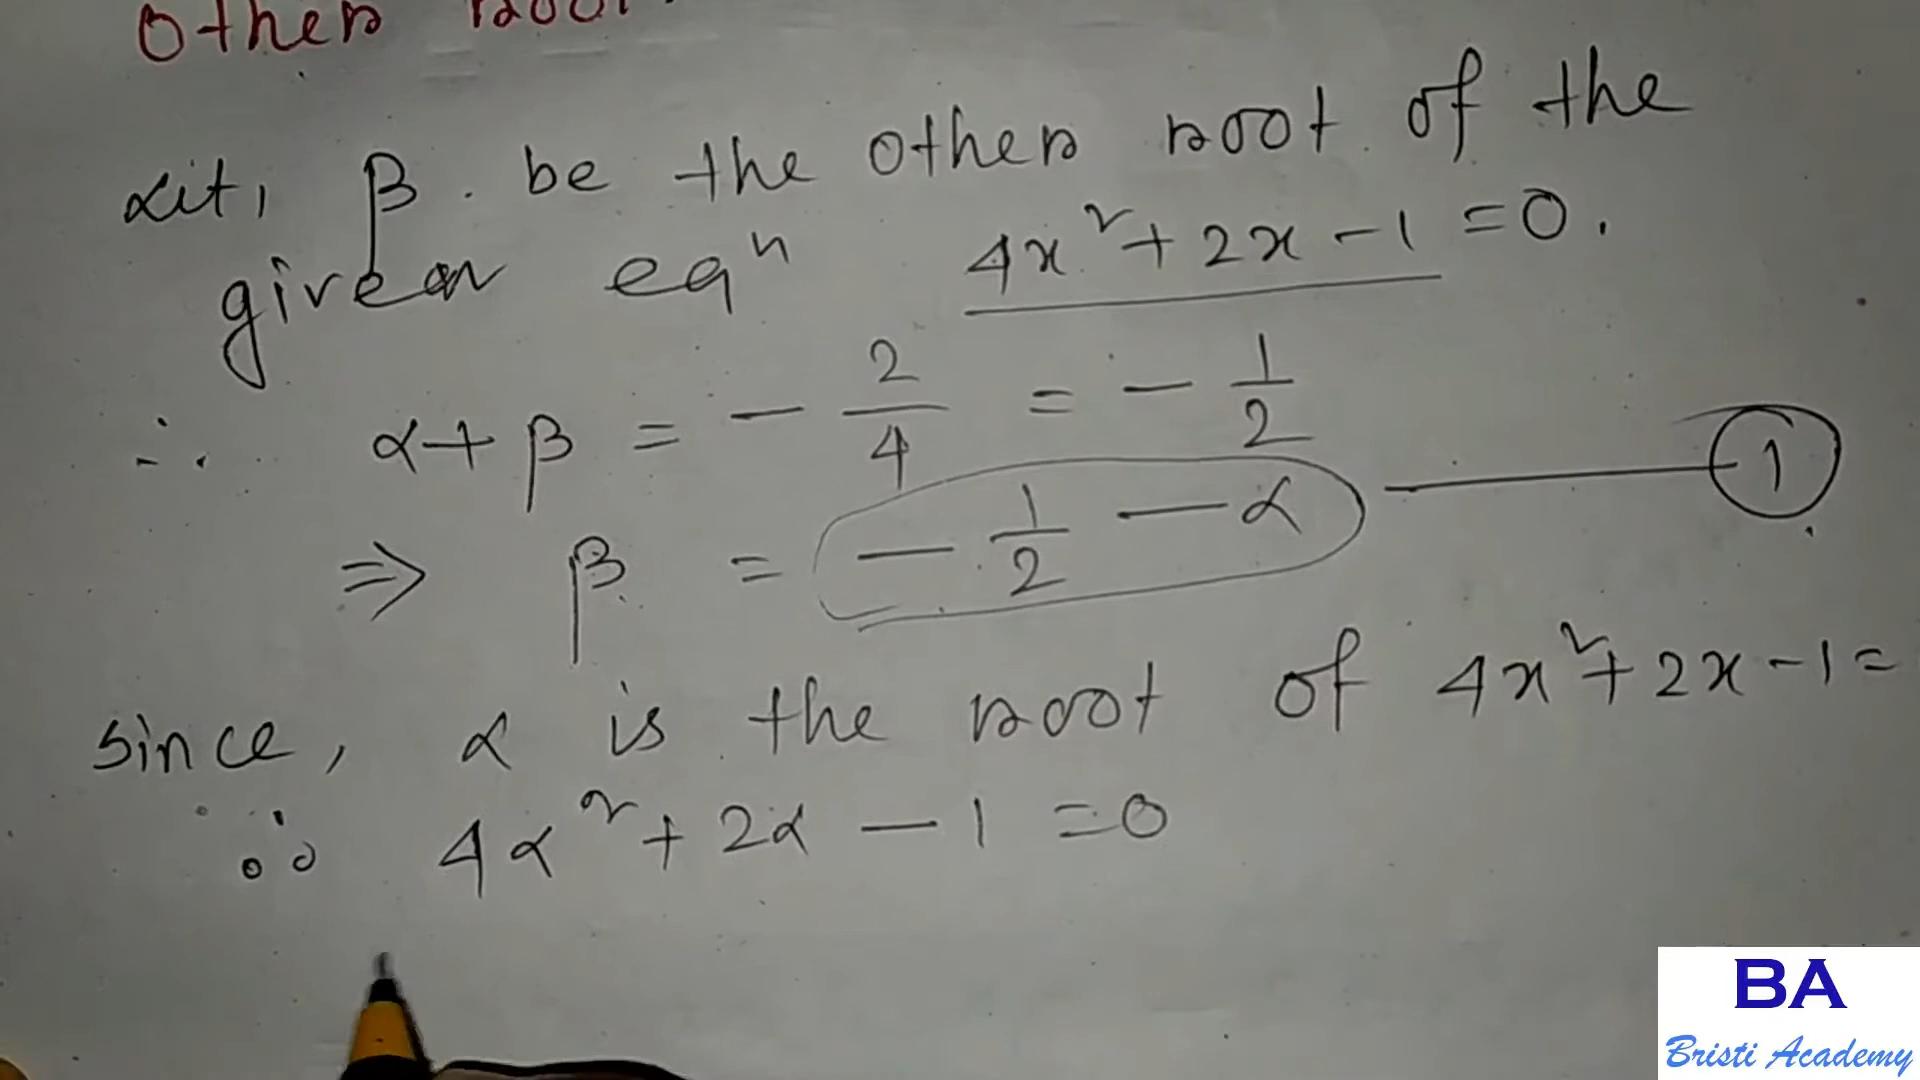 other root.
Let, β be the other root of the
given eqⁿ 4x² + 2x - 1 = 0.
∴ α + β = - 2/4 = - 1/2
⇒ β = - 1/2 - α ——— ①
Since, α is the root of 4x² + 2x - 1 =
∴ 4α² + 2α - 1 = 0
BA
Bristi Academy